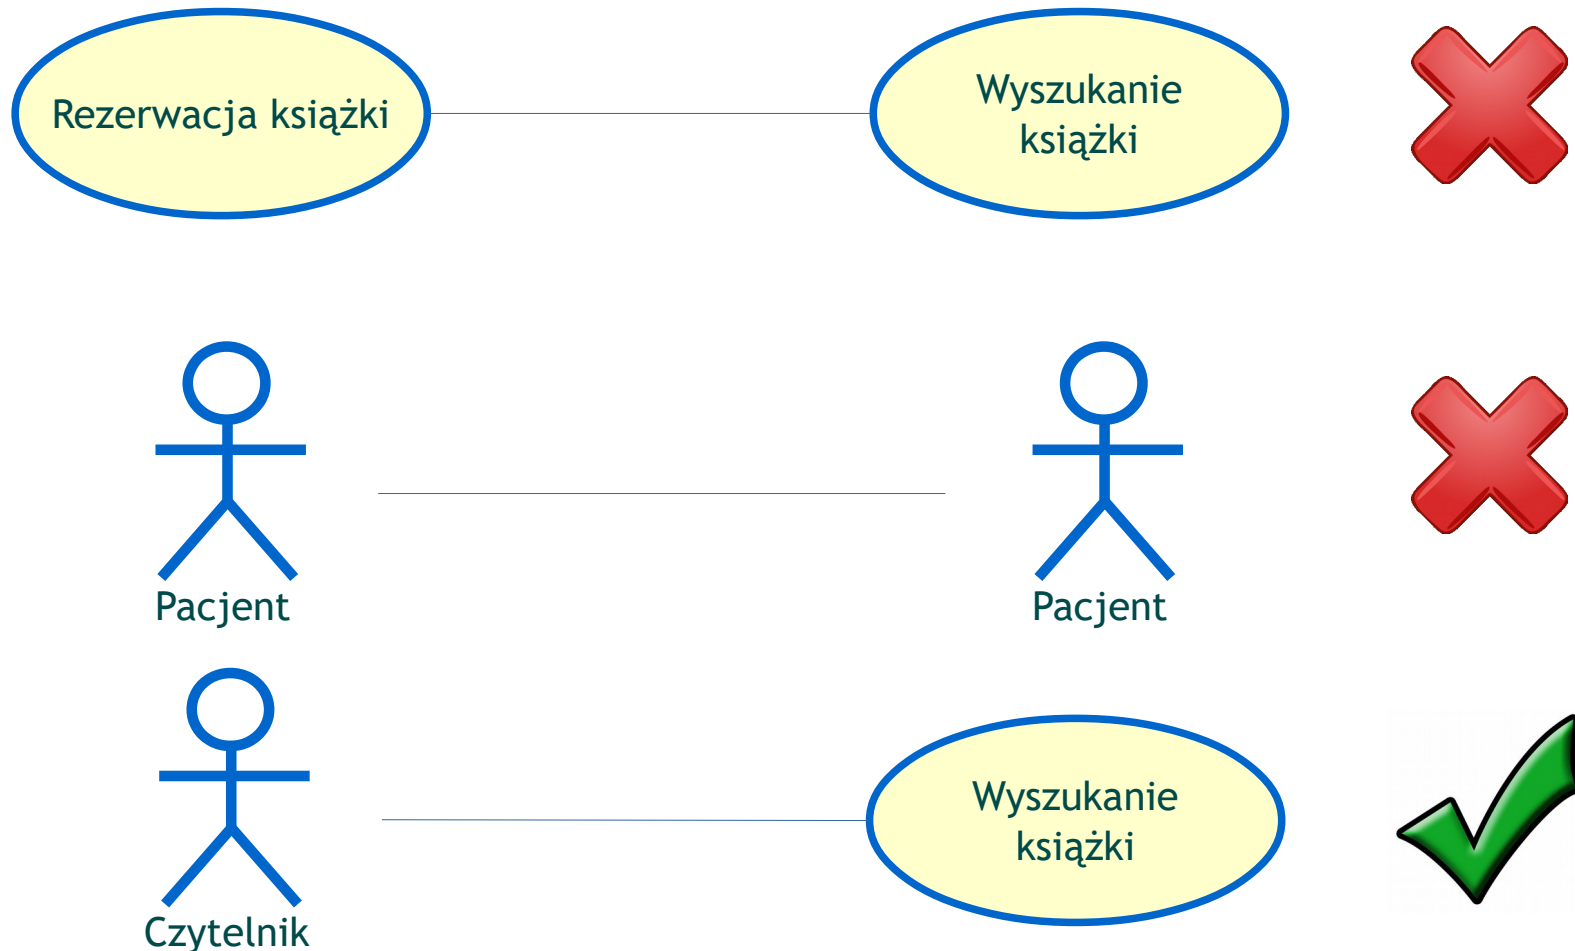 Rezerwacja książki
Wyszukanie
książki
Pacjent
Pacjent
Wyszukanie
książki
Czytelnik